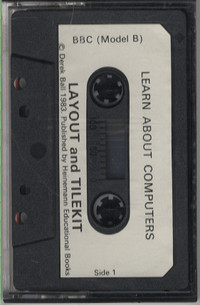 LEARN ABOUT COMPUTERS
BBC (Model B)
Side 1
LAYOUT and TILEKIT
© Derek Ball 1983. Published by Heinemann Educational Books